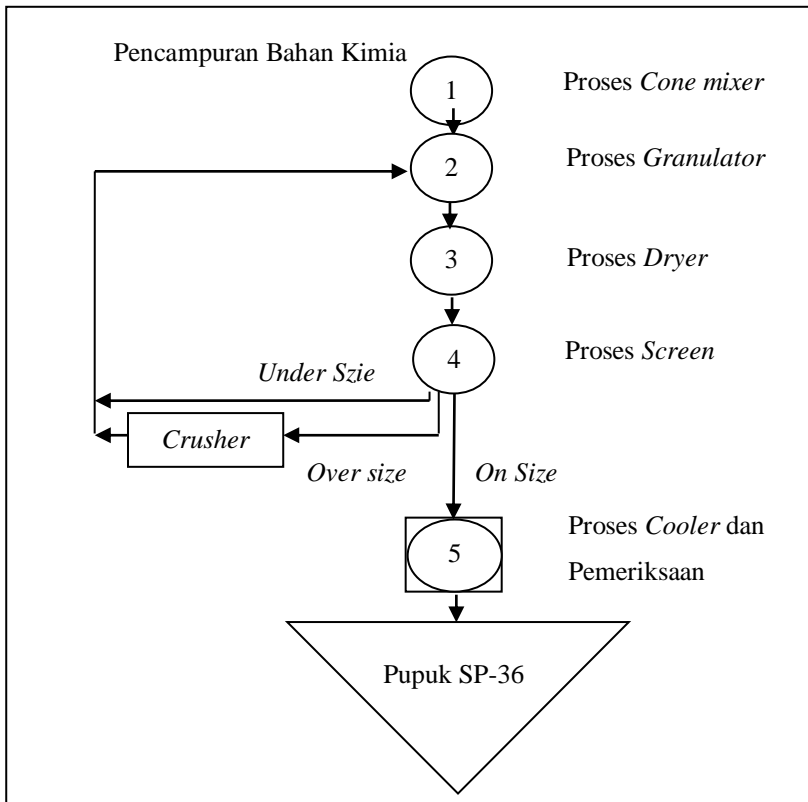 Pencampuran Bahan Kimia
1
Proses Cone mixer
2
Proses Granulator
3
Proses Dryer
4
Proses Screen
Under Szie
Crusher
Over size
On Size
5
Proses Cooler dan
Pemeriksaan
Pupuk SP-36